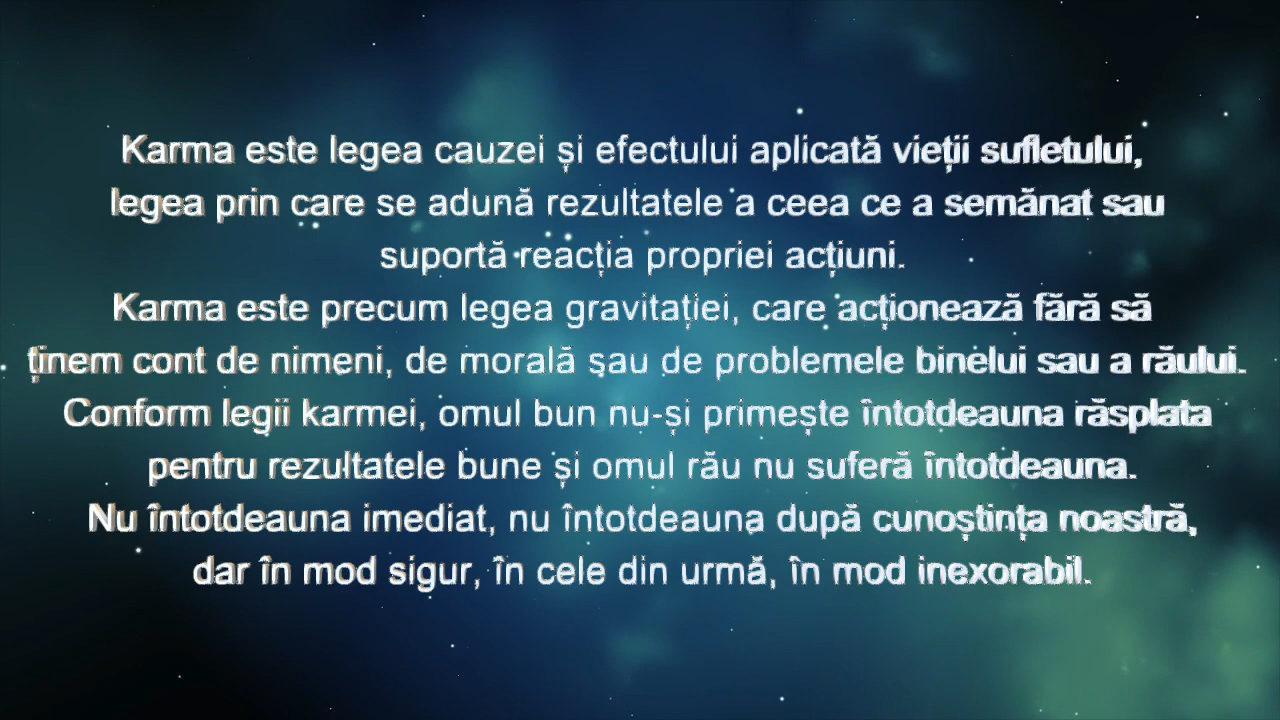 Karma este legea cauzei și efectului aplicată vieții sufletului,
legea prin care se adună rezultatele a ceea ce a semănat sau
suportă reacția propriei acțiuni.
Karma este precum legea gravitației, care acționează fără să
ținem cont de nimeni, de morală sau de problemele binelui sau a răului.
Conform legii karmei, omul bun nu-și primește întotdeauna răsplata
pentru rezultatele bune și omul rău nu suferă întotdeauna.
Nu întotdeauna imediat, nu întotdeauna după cunoștința noastră,
dar în mod sigur, în cele din urmă, în mod inexorabil.